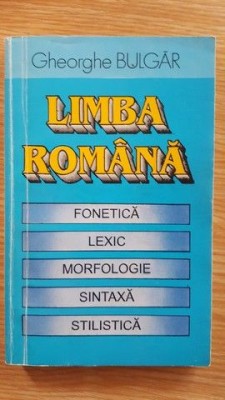 Gheorghe BULGĂR
LIMBA
ROMÂNĂ
FONETICĂ
LEXIC
MORFOLOGIE
SINTAXĂ
STILISTICĂ